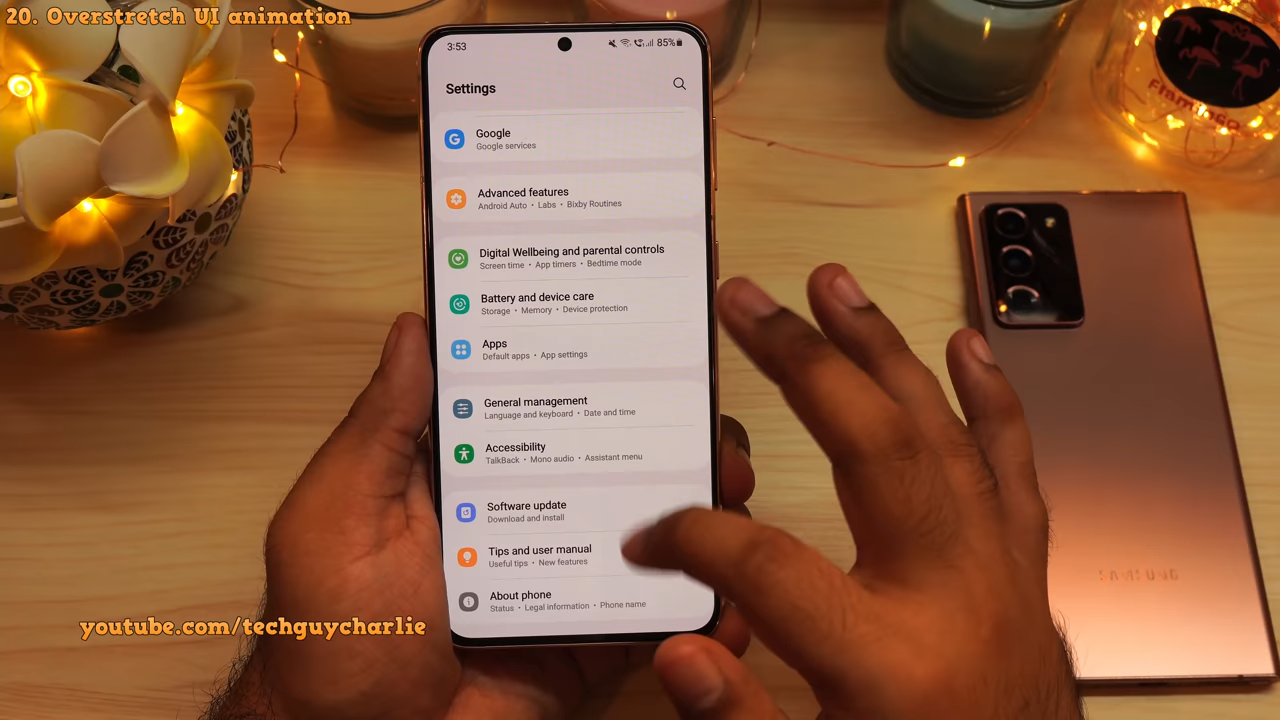 20. Overstretch UI animation
3:53
85%
Settings
Google
Google services
Advanced features
Android Auto • Labs • Bixby Routines
Digital Wellbeing and parental controls
Screen time • App timers • Bedtime mode
Battery and device care
Storage • Memory • Device protection
Apps
Default apps • App settings
General management
Language and keyboard • Date and time
Accessibility
TalkBack • Mono audio • Assistant menu
Software update
Download and install
Tips and user manual
Useful tips • New features
About phone
Status • Legal information • Phone name
youtube.com/techguycharlie
FlaminGO
SAMSUNG